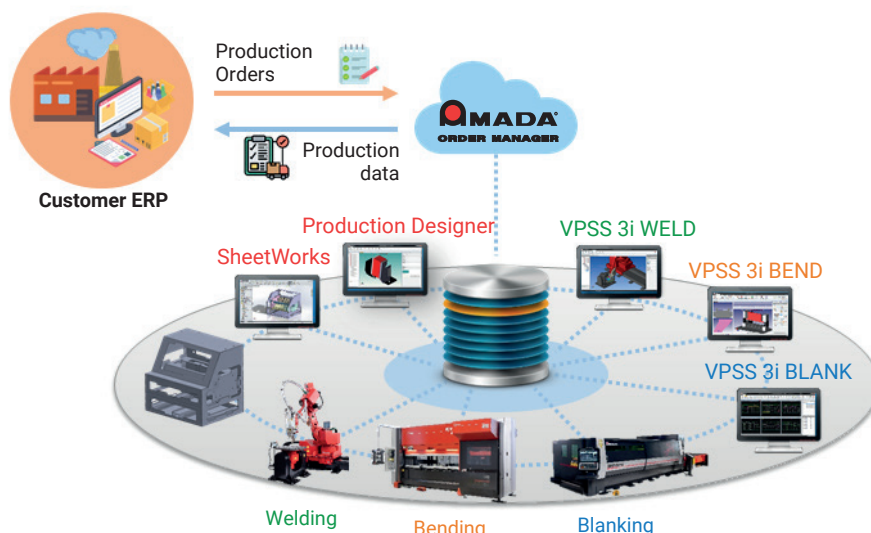 Production
Orders
AMADA®
ORDER MANAGER
Production
data
Customer ERP
Production Designer
VPSS 3i WELD
SheetWorks
VPSS 3i BEND
VPSS 3i BLANK
Welding
Bending
Blanking